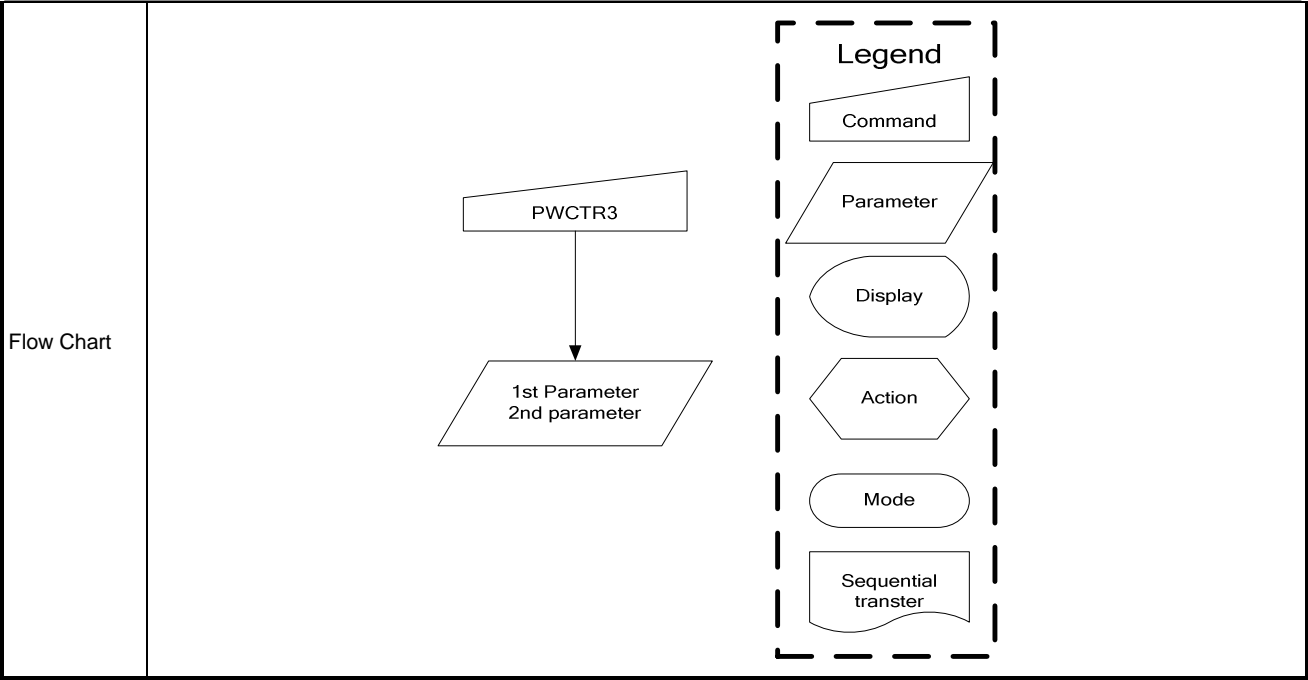 Flow Chart
PWCTR3
1st Parameter
2nd parameter
Legend
Command
Parameter
Display
Action
Mode
Sequential
transter